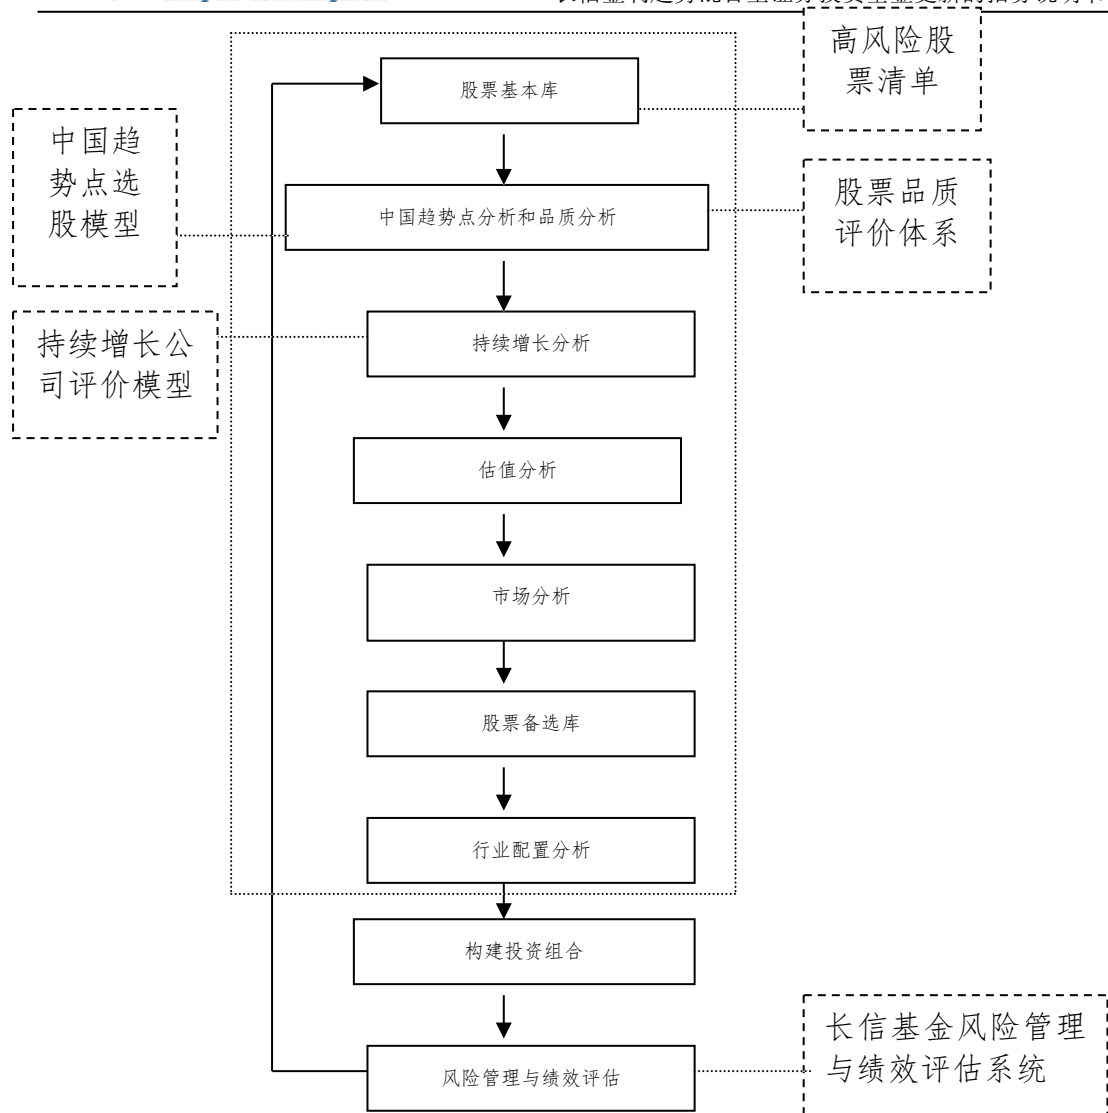 高风险股
票清单
股票基本库
中国趋
势点选
股模型
中国趋势点分析和品质分析
股票品质
评价体系
持续增长公
司评价模型
持续增长分析
估值分析
市场分析
股票备选库
行业配置分析
构建投资组合
长信基金风险管理
与绩效评估系统
风险管理与绩效评估